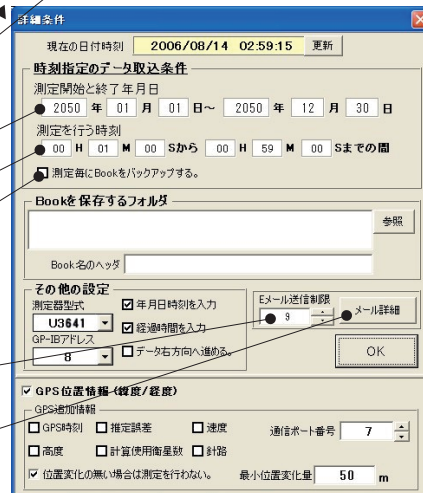 詳細条件
現在の日付時刻 2006/08/14 02:59:15 更新
時刻指定のデータ取込条件
測定開始と終了年月日
2050 年 01 月 01 日～ 2050 年 12 月 30 日
測定を行う時刻
00 H 01 M 00 Sから 00 H 59 M 00 Sまでの間
測定毎にBookをバックアップする。
Bookを保存するフォルダ
参照
Book名のヘッダ
その他の設定
測定器型式
U3641
GP-IBアドレス
8
年月日時刻を入力
経過時間を入力
データ右方向へ進める。
Eメール送信制限
9
メール詳細
OK
GPS位置情報(緯度/経度)
GPS追加情報
GPS時刻 推定誤差 速度 通信ポート番号 7
高度 計算使用衛星数 針路
位置変化の無い場合は測定を行わない。 最小位置変化量 50 m